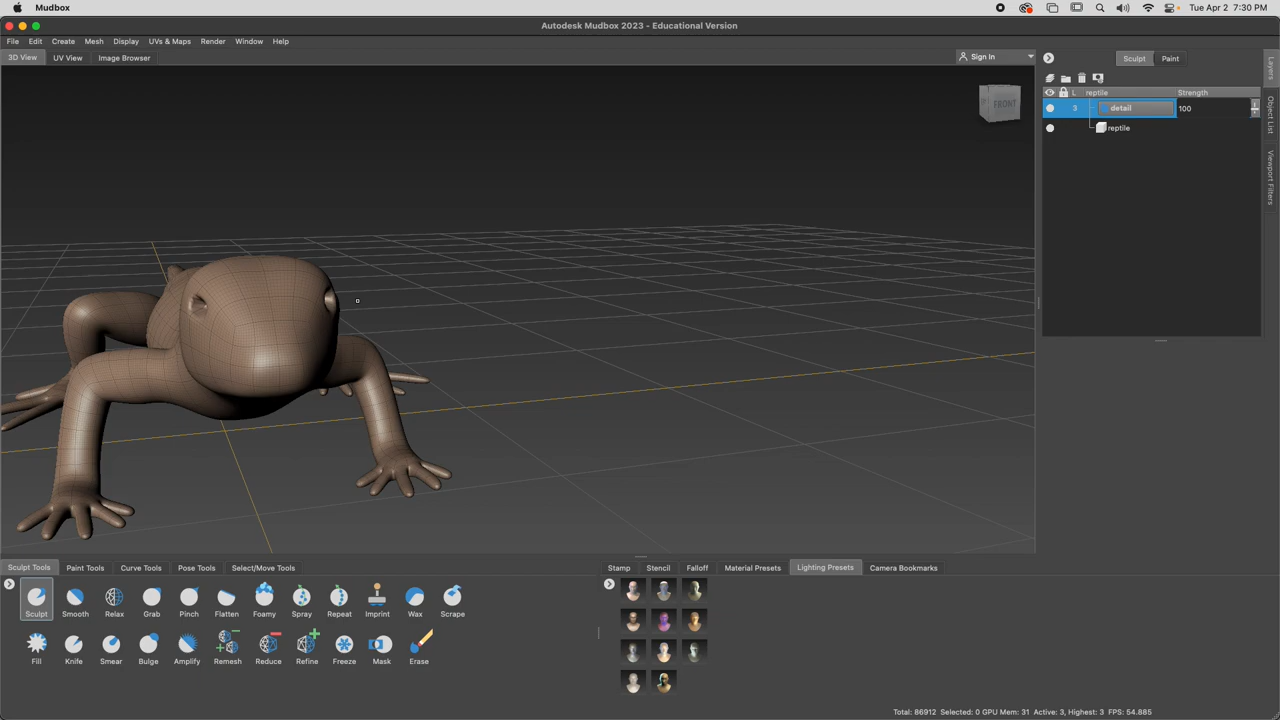 Mudbox
Tue Apr 2 7:30 PM
Autodesk Mudbox 2023 - Educational Version
File Edit Create Mesh Display UVs & Maps Render Window Help
3D View UV View Image Browser
Sign In
Sculpt Paint
Layers
Object List
Viewport Filters
L reptile Strength
3 detail 100
reptile
FRONT
Sculpt Tools Paint Tools Curve Tools Pose Tools Select/Move Tools
Stamp Stencil Falloff Material Presets Lighting Presets Camera Bookmarks
Sculpt Smooth Relax Grab Pinch Flatten Foamy Spray Repeat Imprint Wax Scrape
Fill Knife Smear Bulge Amplify Remesh Reduce Refine Freeze Mask Erase
Total: 86912 Selected: 0 GPU Mem: 31 Active: 3, Highest: 3 FPS: 54.885